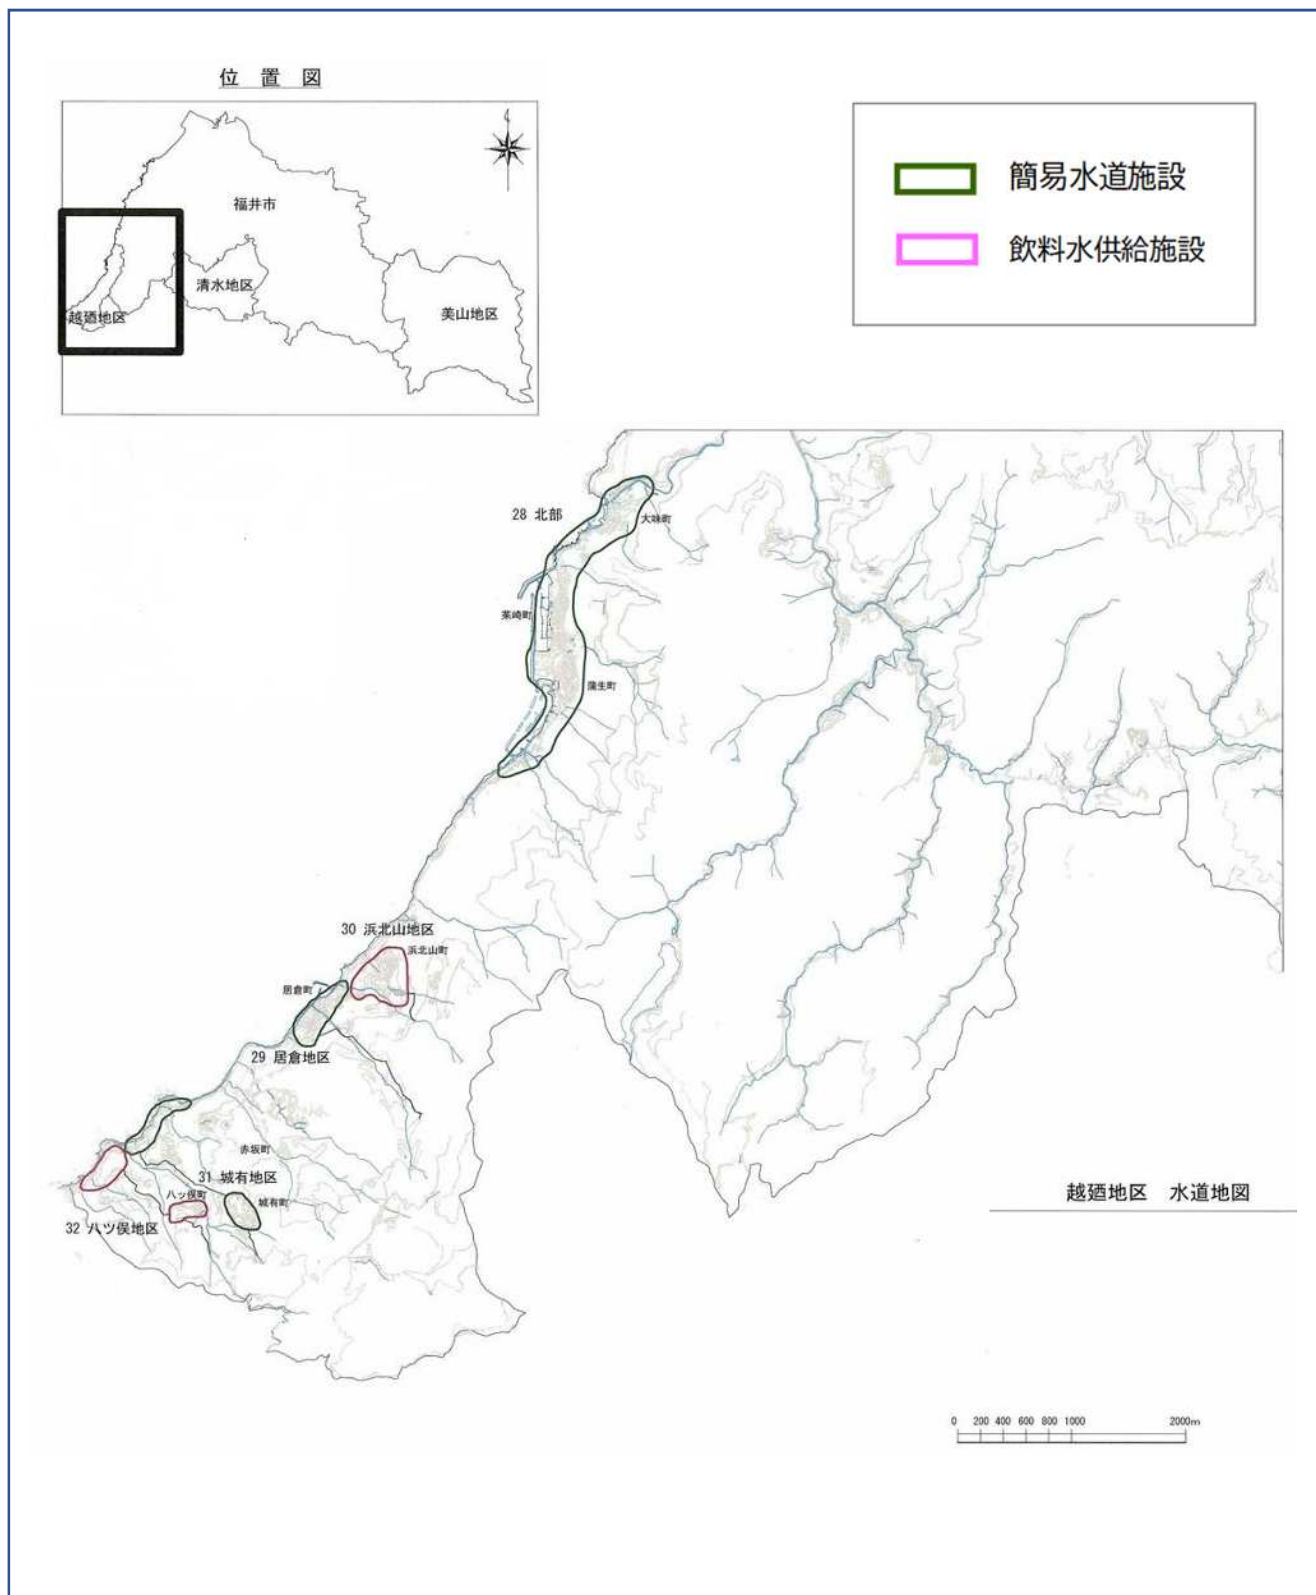 位 置 図
福井市
清水地区
越廼地区
美山地区
簡易水道施設
飲料水供給施設
28 北部
大味町
茱崎町
蒲生町
30 浜北山地区
浜北山町
居倉町
29 居倉地区
赤坂町
31 城有地区
八ッ俣町
城有町
32 八ツ俣地区
越廼地区 水道地図
0 200 400 600 800 1000 2000m